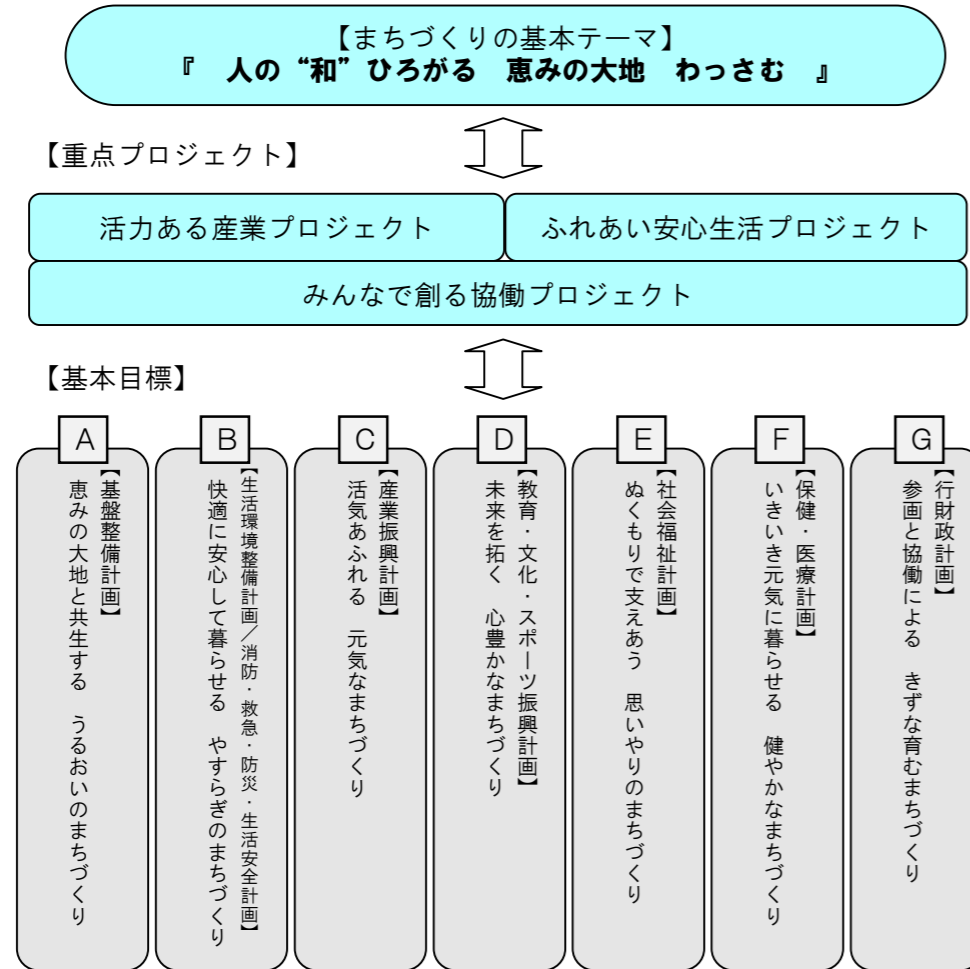 【まちづくりの基本テーマ】
『　人の“和”ひろがる　恵みの大地　わっさむ　』
【重点プロジェクト】
活力ある産業プロジェクト
ふれあい安心生活プロジェクト
みんなで創る協働プロジェクト
【基本目標】
A
【基盤整備計画】
恵みの大地と共生する　うるおいのまちづくり
B
【生活環境整備計画／消防・救急・防災・生活安全計画】
快適に安心して暮らせる　やすらぎのまちづくり
C
【産業振興計画】
活気あふれる　元気なまちづくり
D
【教育・文化・スポーツ振興計画】
未来を拓く　心豊かなまちづくり
E
【社会福祉計画】
ぬくもりで支えあう　思いやりのまちづくり
F
【保健・医療計画】
いきいき元気に暮らせる　健やかなまちづくり
G
【行財政計画】
参画と協働による　きずな育むまちづくり